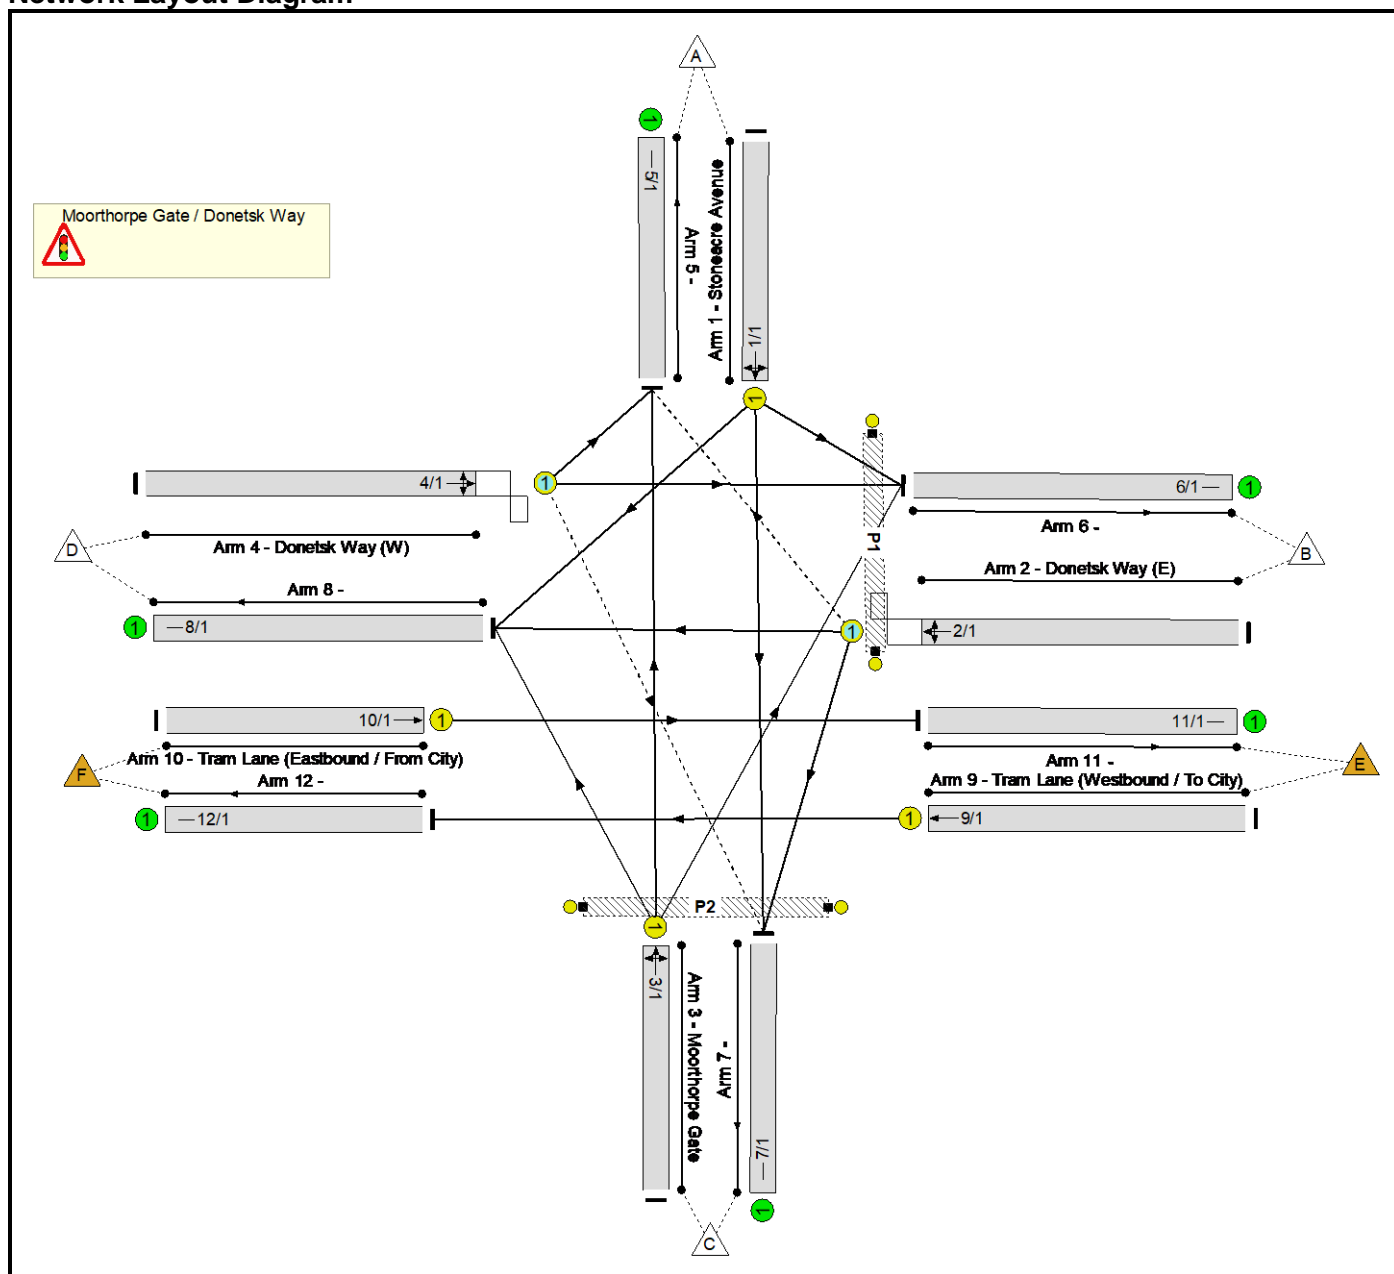 Network Layout Diagram
A
1
5/1
Arm 5 -
Arm 1 - Stoneacre Avenue
1/1
1
Moorthorpe Gate / Donetsk Way
4/1
1
6/1
1
Arm 6 -
Arm 4 - Donetsk Way (W)
D
P1
B
Arm 2 - Donetsk Way (E)
Arm 8 -
1
8/1
1
2/1
10/1
1
11/1
1
Arm 10 - Tram Lane (Eastbound / From City)
Arm 11 -
F
E
Arm 12 -
Arm 9 - Tram Lane (Westbound / To City)
1
12/1
1
9/1
P2
1
3/1
Arm 3 - Moorthorpe Gate
Arm 7 -
7/1
1
C